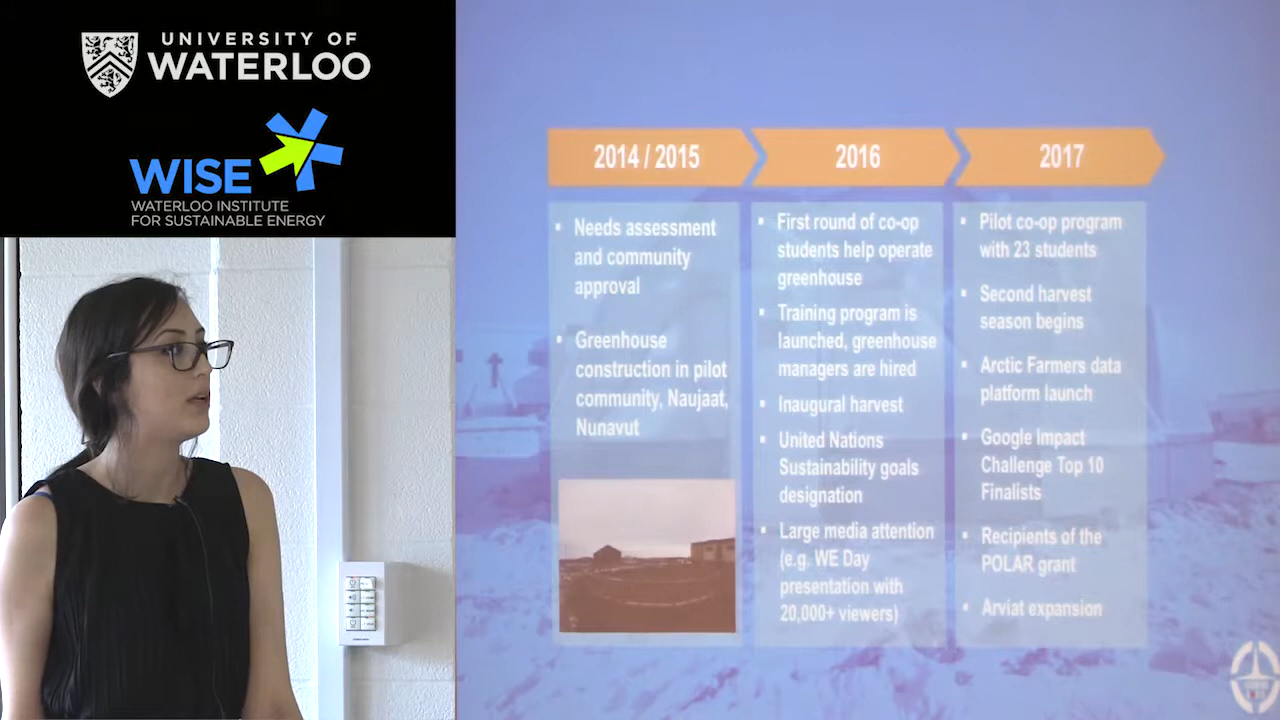 UNIVERSITY OF
WATERLOO
WISE
WATERLOO INSTITUTE
FOR SUSTAINABLE ENERGY
2014 / 2015
Needs assessment
and community
approval
Greenhouse
construction in pilot
community, Naujaat,
Nunavut
2016
First round of co-op
students help operate
greenhouse
Training program is
launched, greenhouse
managers are hired
Inaugural harvest
United Nations
Sustainability goals
designation
Large media attention
(e.g. WE Day
presentation with
20,000+ viewers)
2017
Pilot co-op program
with 23 students
Second harvest
season begins
Arctic Farmers data
platform launch
Google Impact
Challenge Top 10
Finalists
Recipients of the
POLAR grant
Arviat expansion